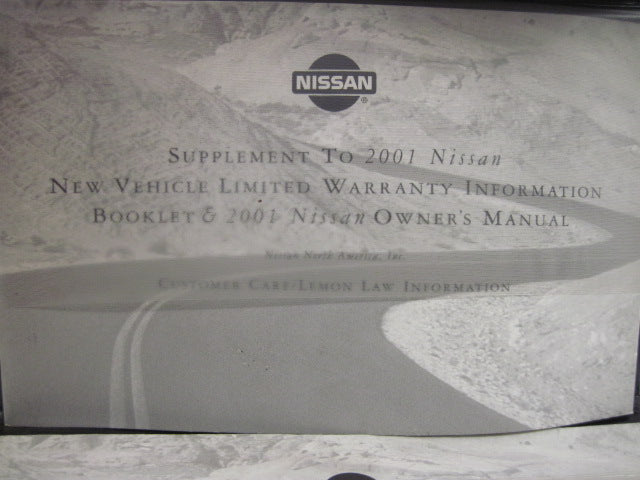 NISSAN
®
SUPPLEMENT TO 2001 Nissan
NEW VEHICLE LIMITED WARRANTY INFORMATION
BOOKLET & 2001 Nissan OWNER'S MANUAL
Nissan North America, Inc.
CUSTOMER CARE/LEMON LAW INFORMATION